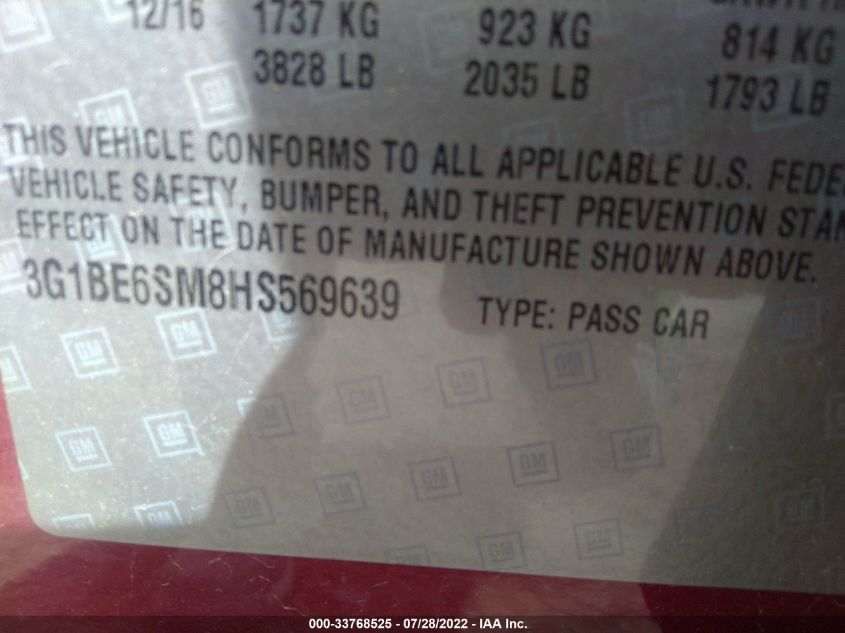 12/16 1737 KG 923 KG 814 KG
3828 LB 2035 LB 1793 LB
THIS VEHICLE CONFORMS TO ALL APPLICABLE U.S. FEDE
VEHICLE SAFETY, BUMPER, AND THEFT PREVENTION STAN
EFFECT ON THE DATE OF MANUFACTURE SHOWN ABOVE.
3G1BE6SM8HS569639 TYPE: PASS CAR
GM
000-33768525 - 07/28/2022 - IAA Inc.